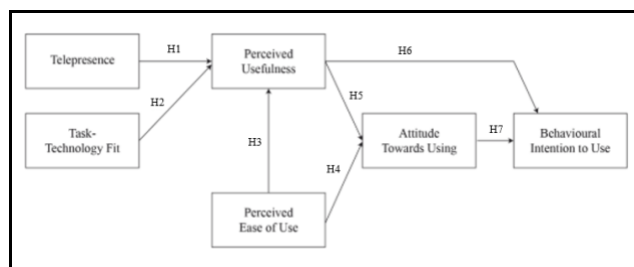 H1
H6
Telepresence
Perceived
Usefulness
H2
H5
Task-
Technology Fit
H3
Attitude
Towards Using
H7
Behavioural
Intention to Use
H4
Perceived
Ease of Use